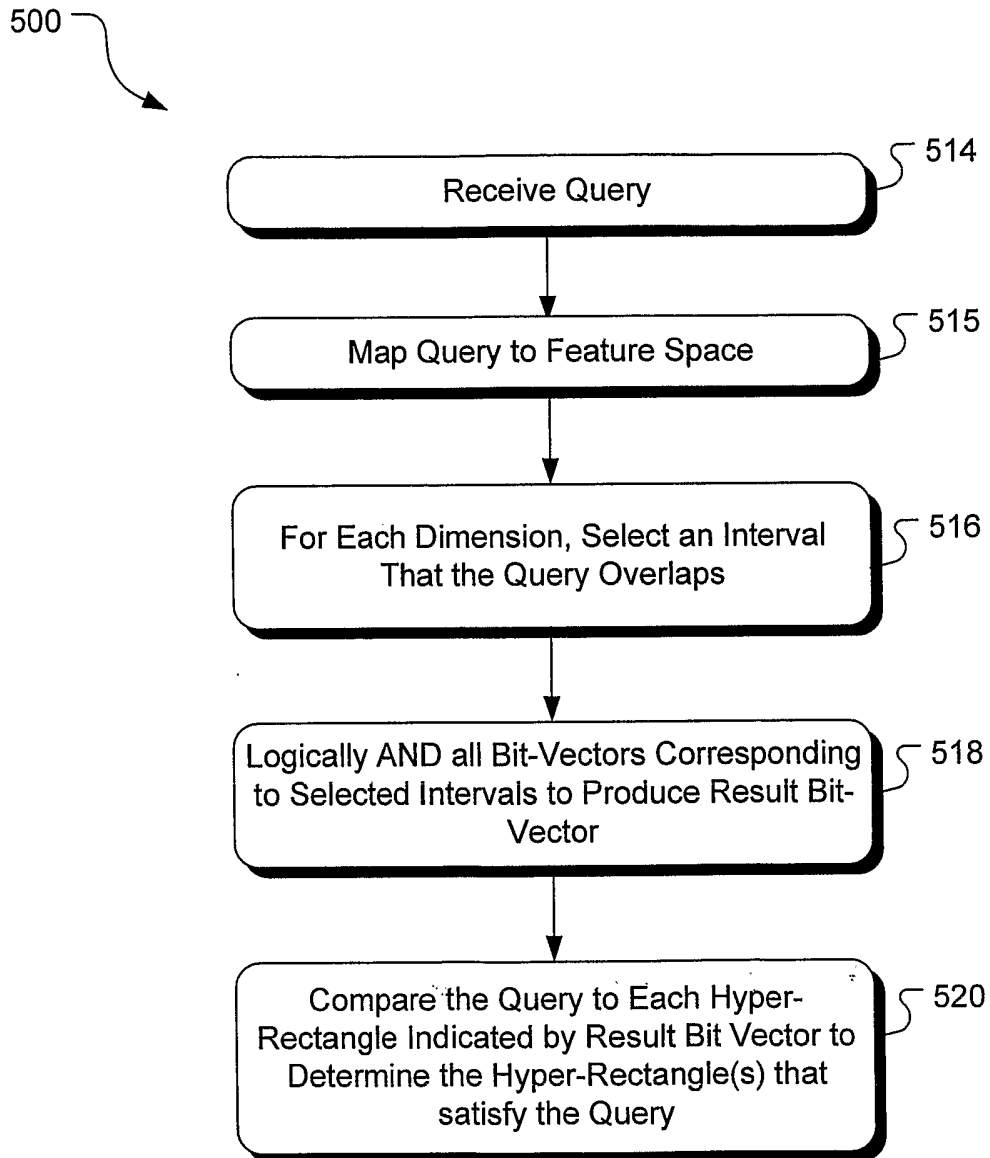 500
514
Receive Query
515
Map Query to Feature Space
516
For Each Dimension, Select an Interval
That the Query Overlaps
518
Logically AND all Bit-Vectors Corresponding
to Selected Intervals to Produce Result Bit-
Vector
520
Compare the Query to Each Hyper-
Rectangle Indicated by Result Bit Vector to
Determine the Hyper-Rectangle(s) that
satisfy the Query